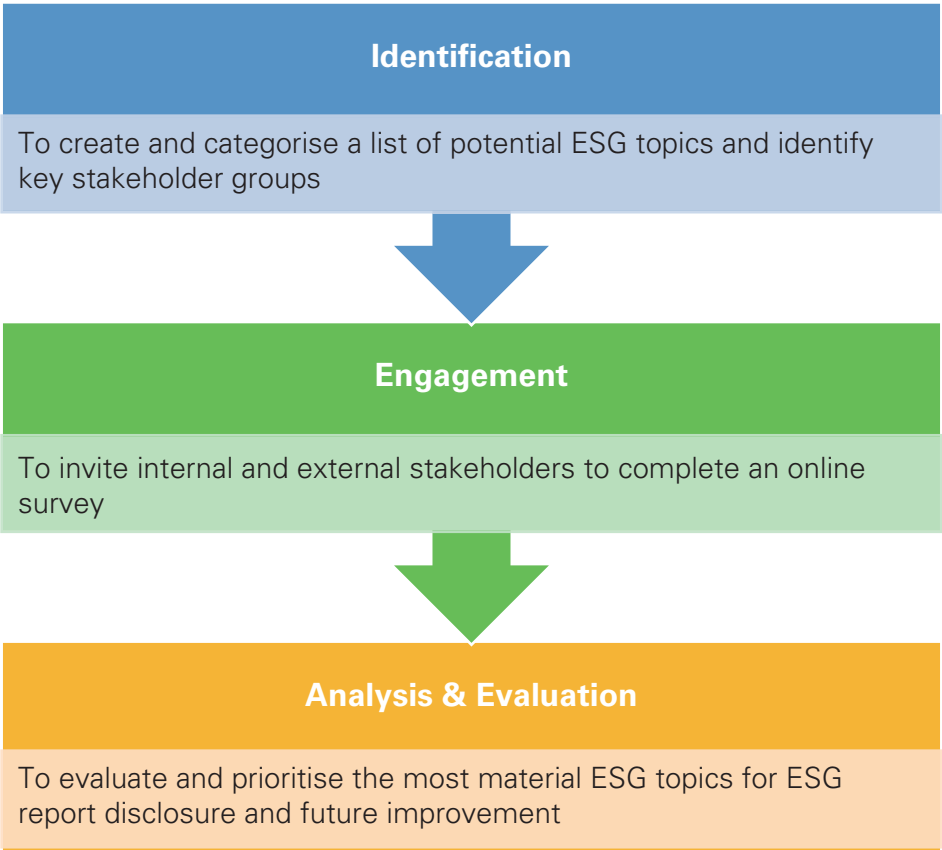 Identification
To create and categorise a list of potential ESG topics and identify
key stakeholder groups
Engagement
To invite internal and external stakeholders to complete an online
survey
Analysis & Evaluation
To evaluate and prioritise the most material ESG topics for ESG
report disclosure and future improvement